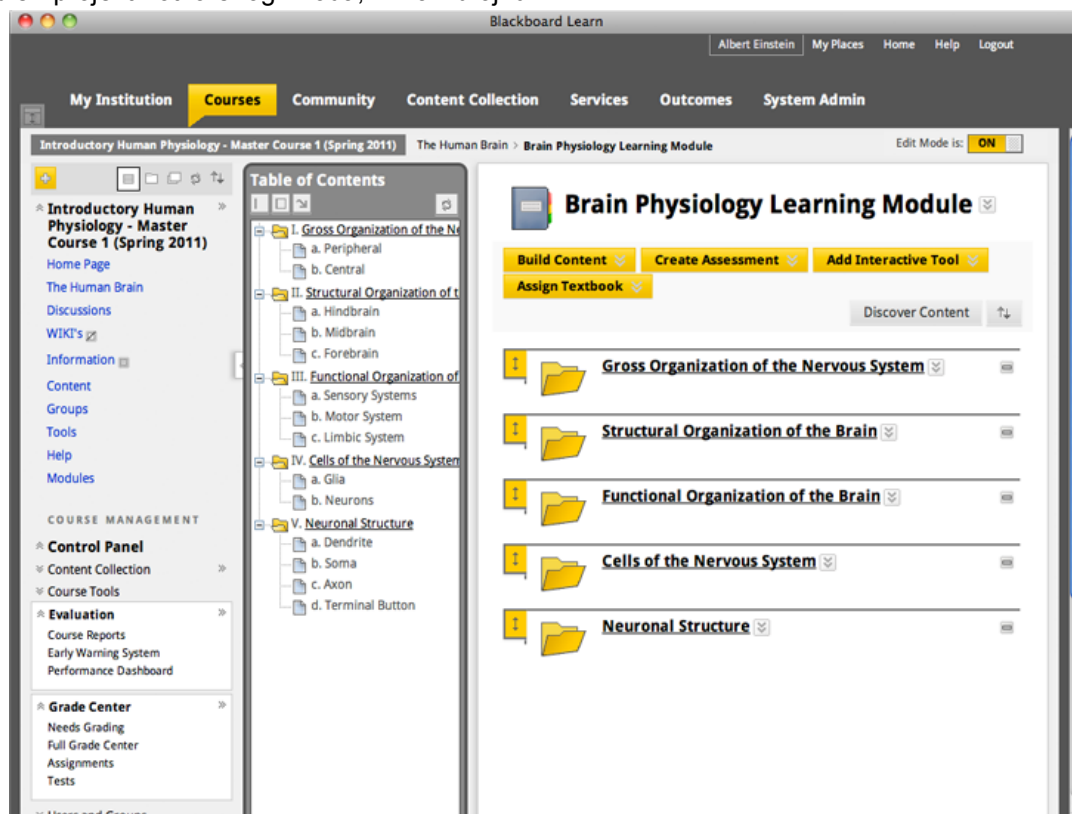 Blackboard Learn
Albert Einstein My Places Home Help Logout
My Institution Courses Community Content Collection Services Outcomes System Admin
Introductory Human Physiology - Master Course 1 (Spring 2011) The Human Brain > Brain Physiology Learning Module Edit Mode is: ON
Introductory Human
Physiology - Master
Course 1 (Spring 2011)
Home Page
The Human Brain
Discussions
WIKI's
Information
Content
Groups
Tools
Help
Modules
COURSE MANAGEMENT
Control Panel
Content Collection
Course Tools
Evaluation
Course Reports
Early Warning System
Performance Dashboard
Grade Center
Needs Grading
Full Grade Center
Assignments
Tests
Table of Contents
I. Gross Organization of the
a. Peripheral
b. Central
II. Structural Organization of
a. Hindbrain
b. Midbrain
c. Forebrain
III. Functional Organization of
a. Sensory Systems
b. Motor System
c. Limbic System
IV. Cells of the Nervous System
a. Glia
b. Neurons
V. Neuronal Structure
a. Dendrite
b. Soma
c. Axon
d. Terminal Button
Brain Physiology Learning Module
Build Content Create Assessment Add Interactive Tool
Assign Textbook
Discover Content
Gross Organization of the Nervous System
Structural Organization of the Brain
Functional Organization of the Brain
Cells of the Nervous System
Neuronal Structure